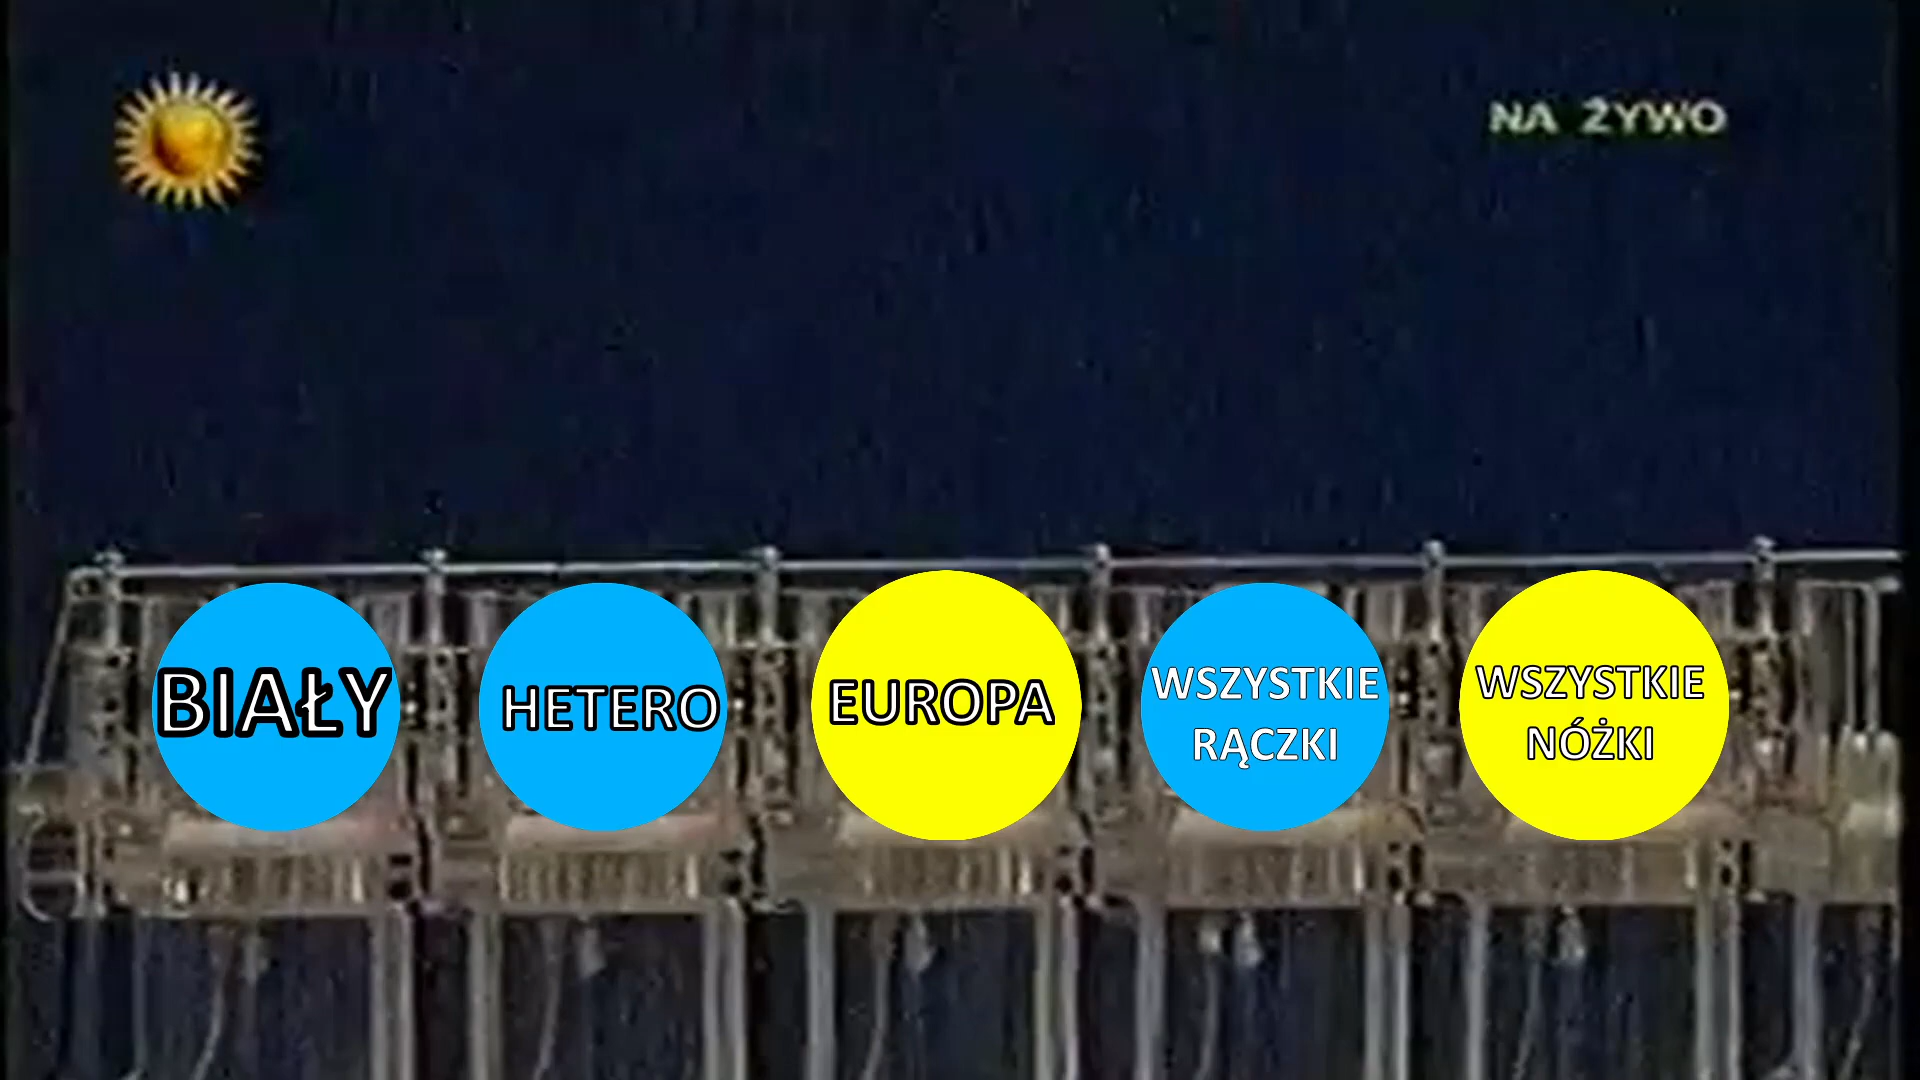 NA ŻYWO
BIAŁY
HETERO
EUROPA
WSZYSTKIE
RĄCZKI
WSZYSTKIE
NÓŻKI